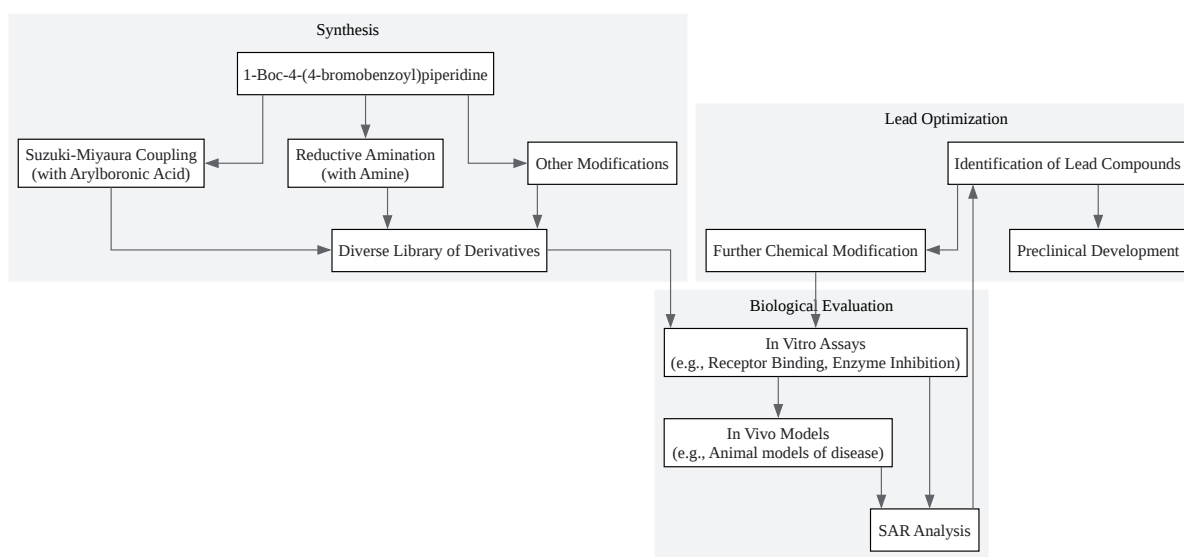 Synthesis
1-Boc-4-(4-bromobenzoyl)piperidine
Suzuki-Miyaura Coupling
(with Arylboronic Acid)
Reductive Amination
(with Amine)
Other Modifications
Diverse Library of Derivatives
Lead Optimization
Identification of Lead Compounds
Further Chemical Modification
Preclinical Development
Biological Evaluation
In Vitro Assays
(e.g., Receptor Binding, Enzyme Inhibition)
In Vivo Models
(e.g., Animal models of disease)
SAR Analysis